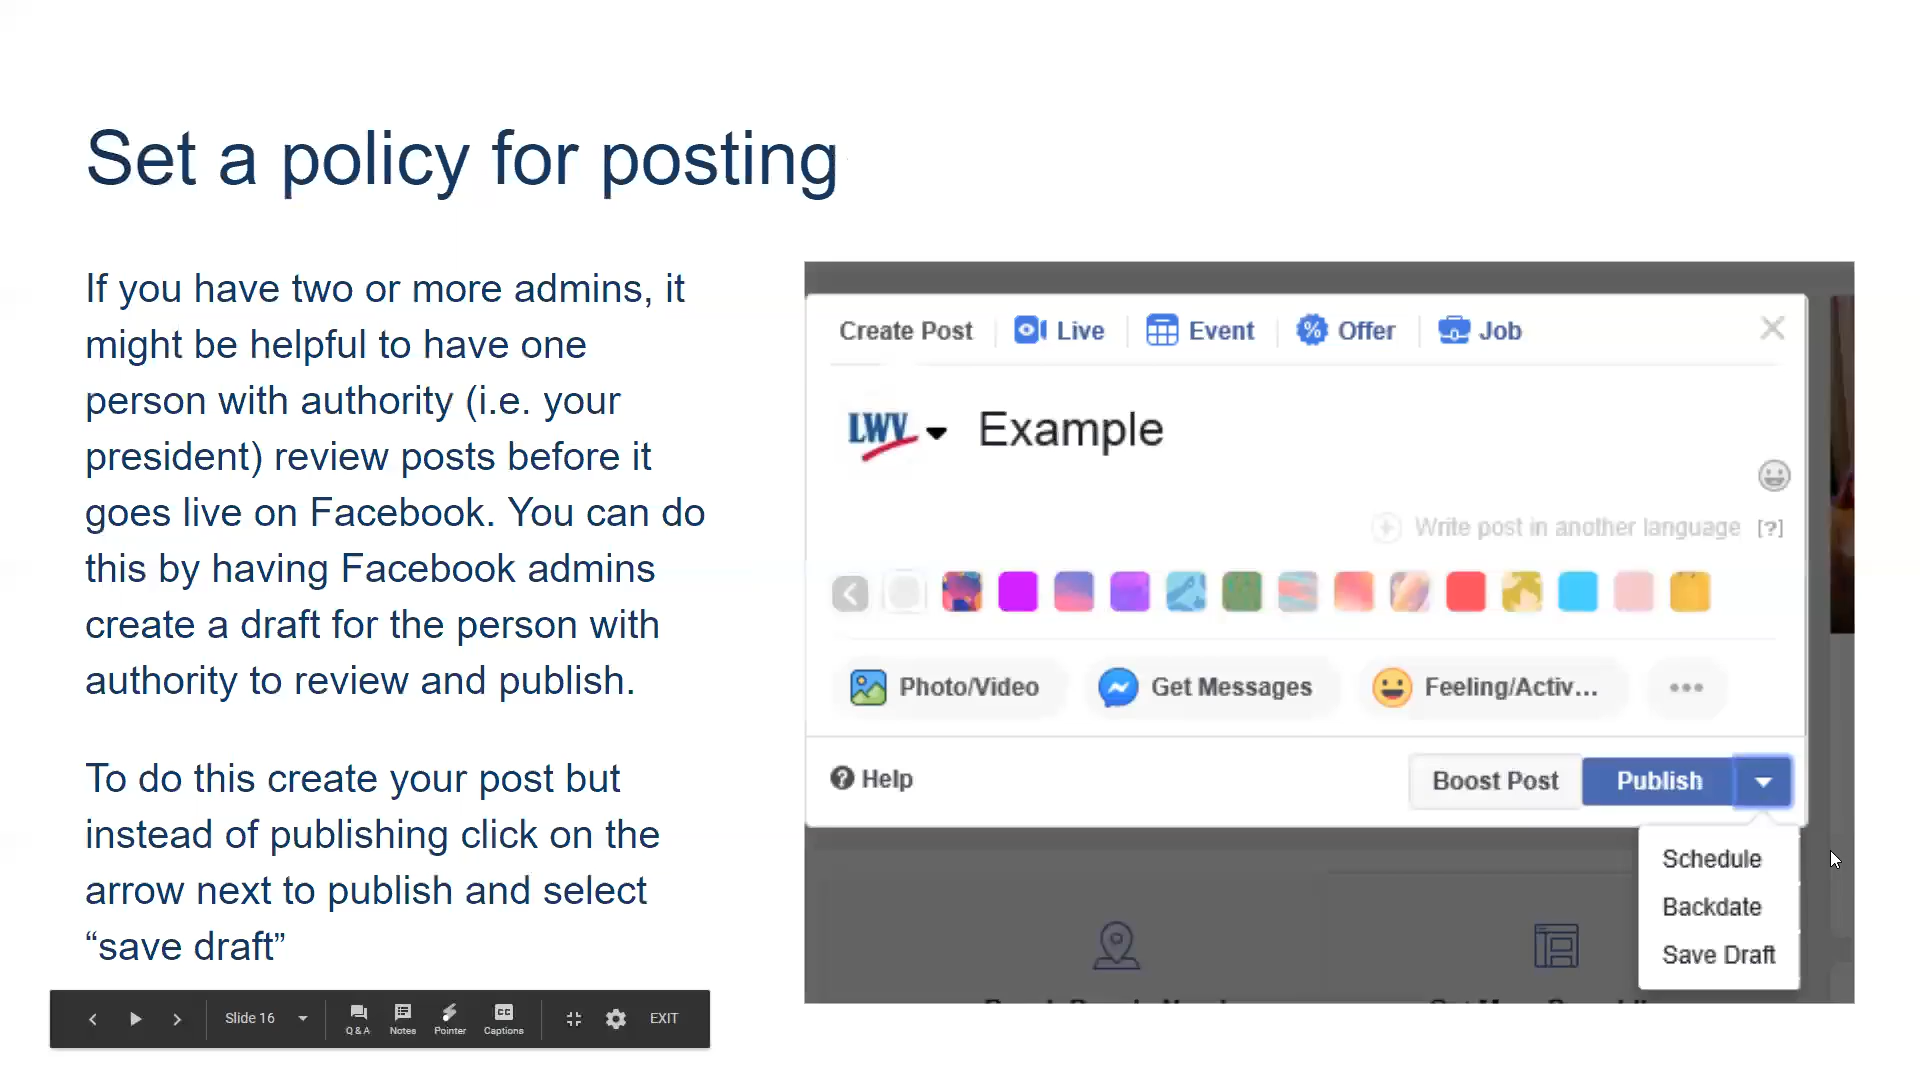 Set a policy for posting
If you have two or more admins, it
might be helpful to have one
person with authority (i.e. your
president) review posts before it
goes live on Facebook. You can do
this by having Facebook admins
create a draft for the person with
authority to review and publish.
To do this create your post but
instead of publishing click on the
arrow next to publish and select
“save draft”
Create Post
Live
Event
Offer
Job
LWV
Example
Write post in another language [?]
Photo/Video
Get Messages
Feeling/Activ...
Help
Boost Post
Publish
Schedule
Backdate
Save Draft
Slide 16
Q & A
Notes
Pointer
CC
Captions
EXIT